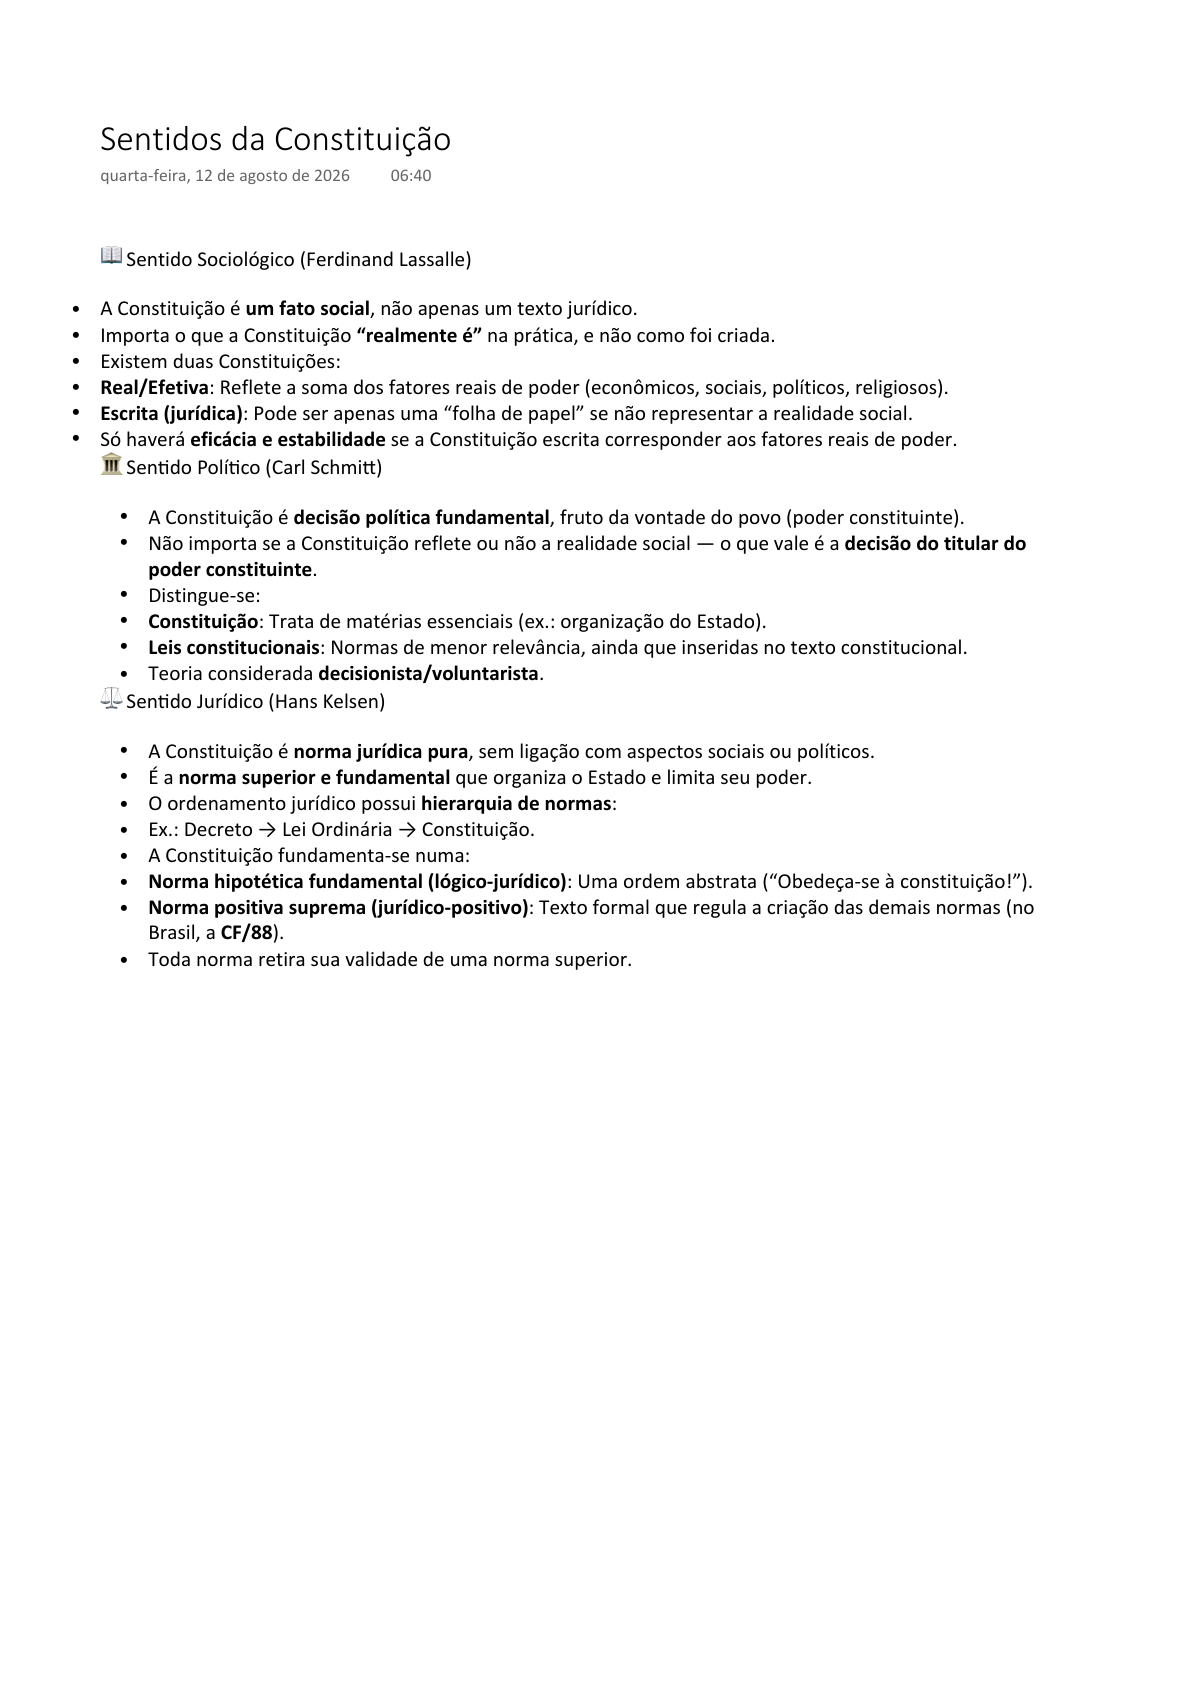 Sentidos da Constituição
quarta-feira, 12 de agosto de 2026 06:40
📖 Sentido Sociológico (Ferdinand Lassalle)
• A Constituição é um fato social, não apenas um texto jurídico.
• Importa o que a Constituição “realmente é” na prática, e não como foi criada.
• Existem duas Constituições:
• Real/Efetiva: Reflete a soma dos fatores reais de poder (econômicos, sociais, políticos, religiosos).
• Escrita (jurídica): Pode ser apenas uma “folha de papel” se não representar a realidade social.
• Só haverá eficácia e estabilidade se a Constituição escrita corresponder aos fatores reais de poder.
🏛 Sentido Político (Carl Schmitt)
• A Constituição é decisão política fundamental, fruto da vontade do povo (poder constituinte).
• Não importa se a Constituição reflete ou não a realidade social — o que vale é a decisão do titular do
poder constituinte.
• Distingue-se:
• Constituição: Trata de matérias essenciais (ex.: organização do Estado).
• Leis constitucionais: Normas de menor relevância, ainda que inseridas no texto constitucional.
• Teoria considerada decisionista/voluntarista.
⚖ Sentido Jurídico (Hans Kelsen)
• A Constituição é norma jurídica pura, sem ligação com aspectos sociais ou políticos.
• É a norma superior e fundamental que organiza o Estado e limita seu poder.
• O ordenamento jurídico possui hierarquia de normas:
• Ex.: Decreto → Lei Ordinária → Constituição.
• A Constituição fundamenta-se numa:
• Norma hipotética fundamental (lógico-jurídico): Uma ordem abstrata (“Obedeça-se à constituição!”).
• Norma positiva suprema (jurídico-positivo): Texto formal que regula a criação das demais normas (no
Brasil, a CF/88).
• Toda norma retira sua validade de uma norma superior.